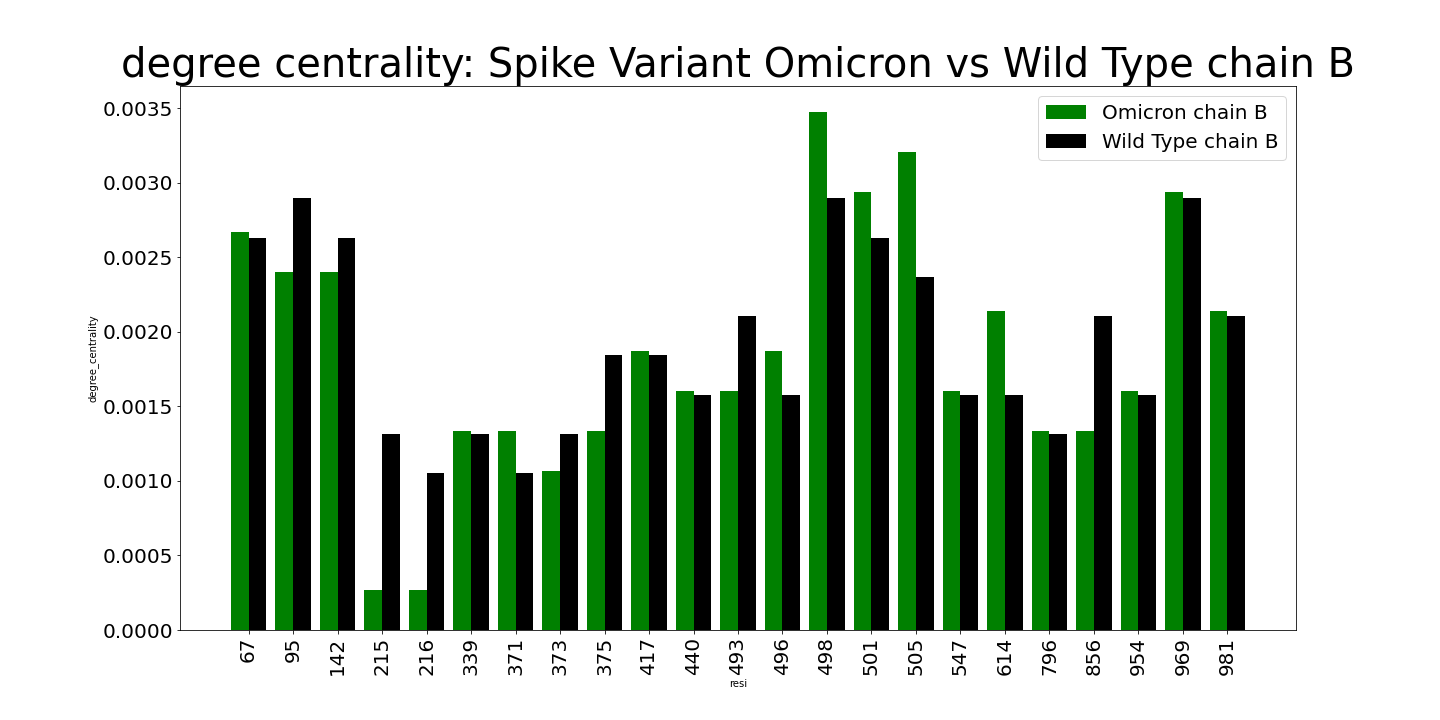 degree centrality: Spike Variant Omicron vs Wild Type chain B
Omicron chain B
Wild Type chain B
0.0035
0.0030
0.0025
0.0020
0.0015
0.0010
0.0005
0.0000
degree_centrality
67 95 142 215 216 339 371 373 375 417 440 493 496 498 501 505 547 614 796 856 954 969 981
resi